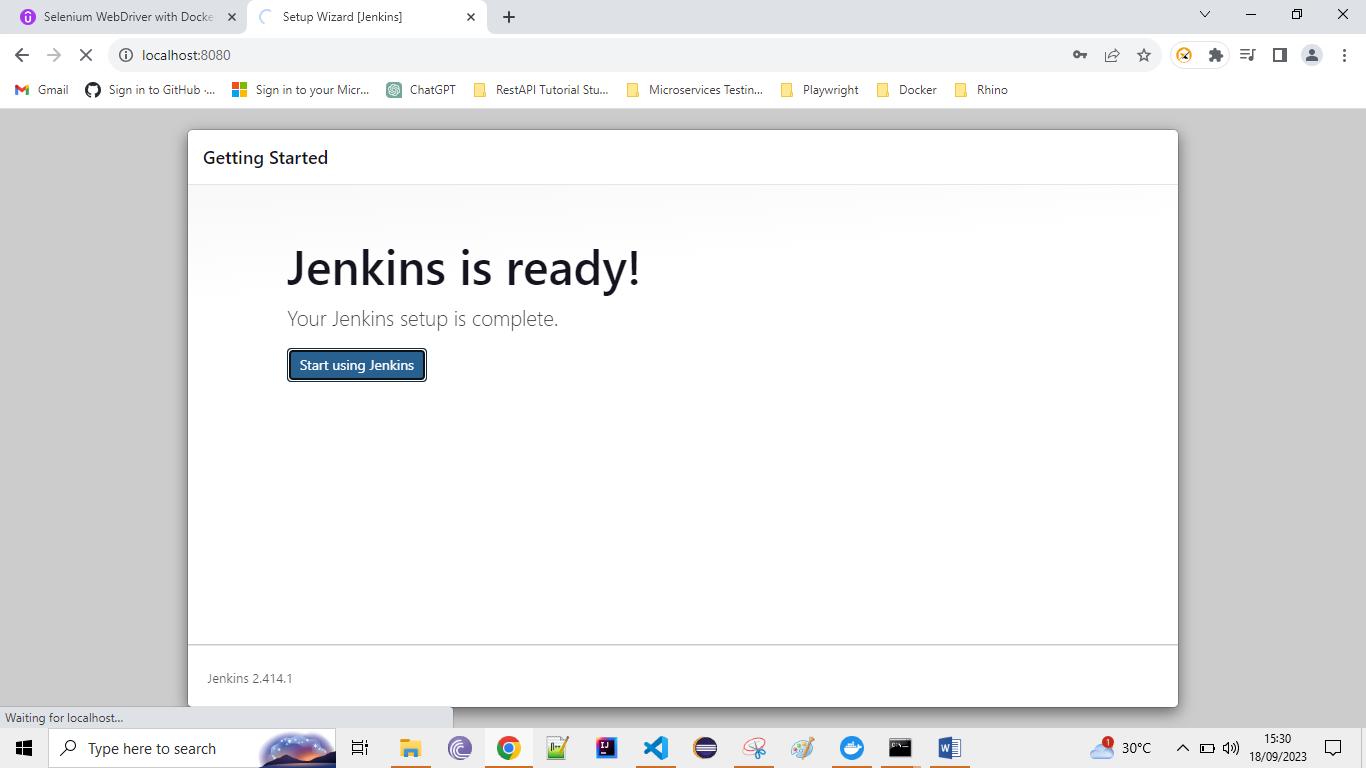 Selenium WebDriver with Docke
Setup Wizard [Jenkins]
localhost:8080
Gmail
Sign in to GitHub ·...
Sign in to your Micr...
ChatGPT
RestAPI Tutorial Stu...
Microservices Testin...
Playwright
Docker
Rhino
Getting Started
Jenkins is ready!
Your Jenkins setup is complete.
Start using Jenkins
Jenkins 2.414.1
Waiting for localhost...
Type here to search
1
30°C
15:30
18/09/2023